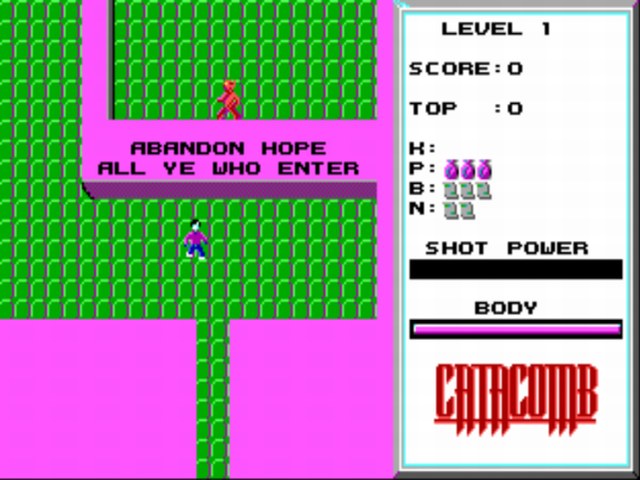 ABANDON HOPE
ALL YE WHO ENTER
LEVEL 1
SCORE:0
TOP :0
K:
P:
B:
N:
SHOT POWER
BODY
CATACOMB